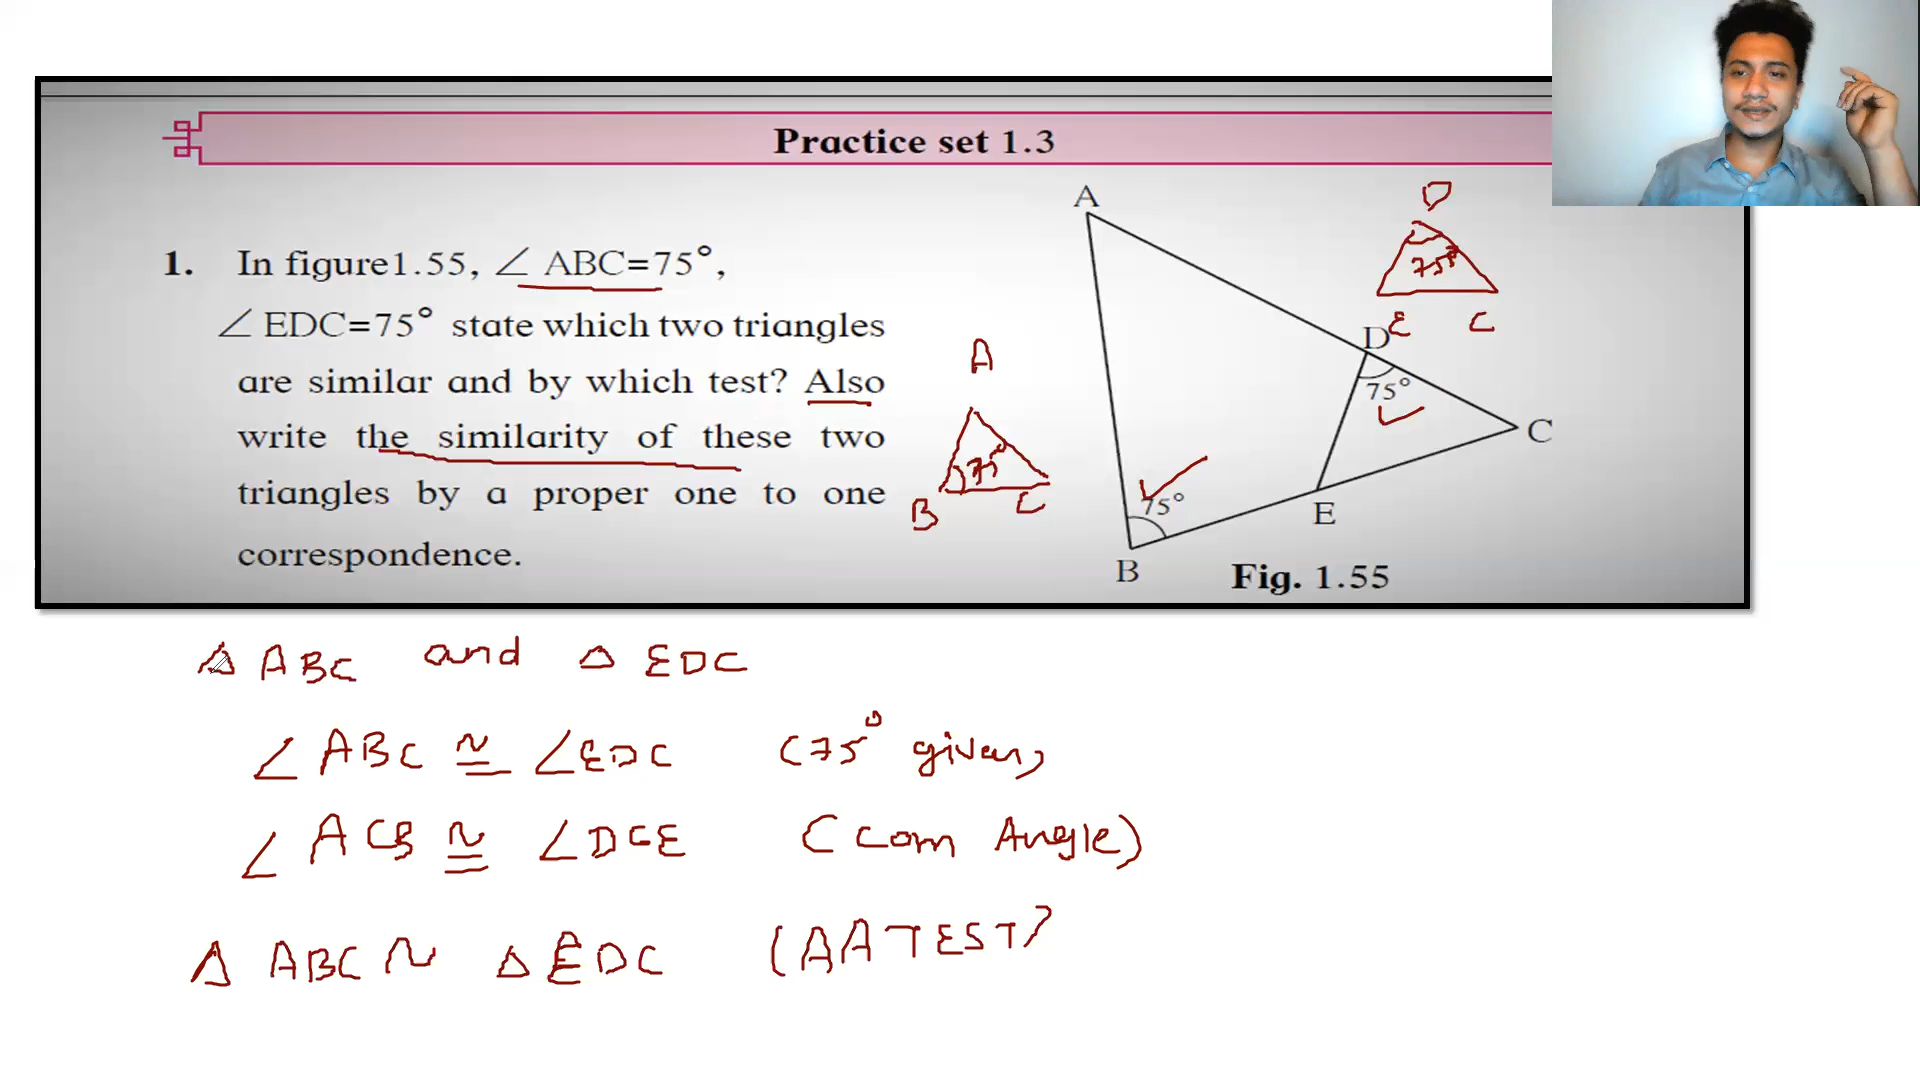 Practice set 1.3
1. In figure1.55, ∠ ABC=75°,
∠ EDC=75° state which two triangles
are similar and by which test? Also
write the similarity of these two
triangles by a proper one to one
correspondence.
A
D
75°
C
75°
E
B
Fig. 1.55
D
75°
E C
A
75°
B C
△ ABC and △ EDC
∠ ABC ≅ ∠EDC (75° given)
∠ ACB ≅ ∠DCE (com Angle)
△ ABC ~ △ EDC (AA TEST)